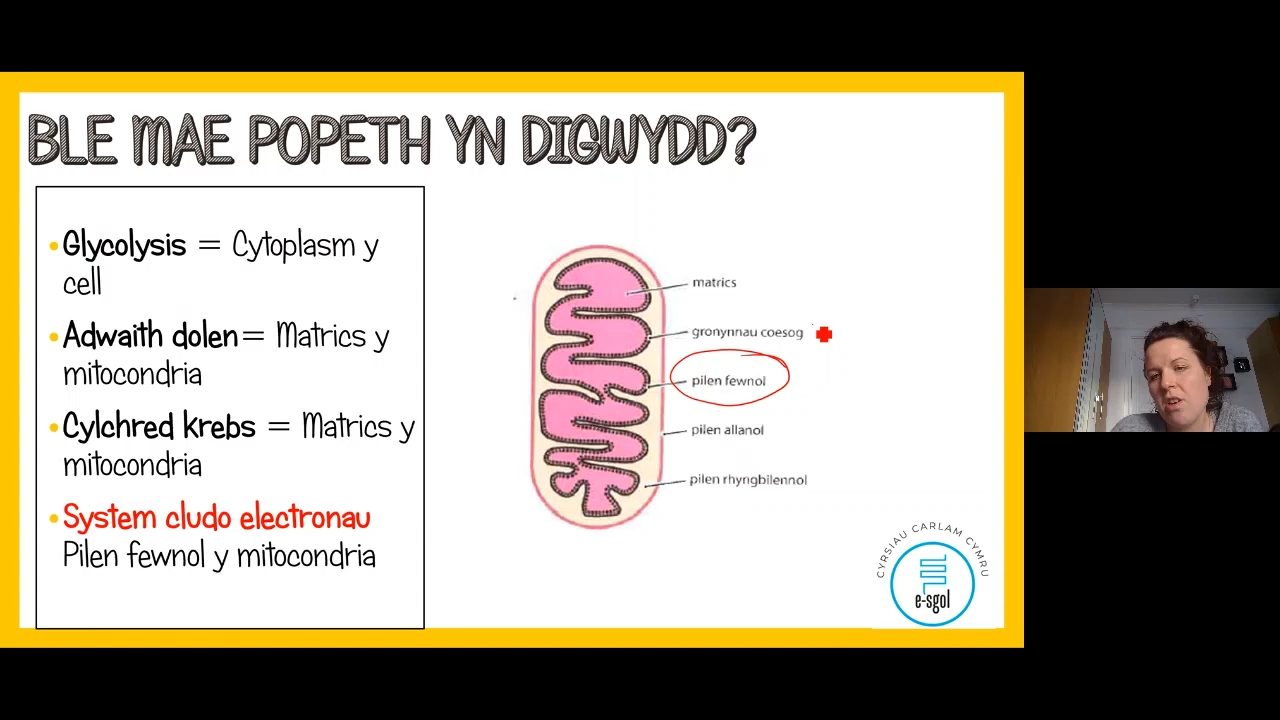 BLE MAE POPETH YN DIGWYDD?
•Glycolysis = Cytoplasm y
cell
•Adwaith dolen= Matrics y
mitocondria
•Cylchred krebs = Matrics y
mitocondria
•System cludo electronau
Pilen fewnol y mitocondria
matrics
gronynnau coesog
pilen fewnol
pilen allanol
pilen rhyngbilennol
CYRSIAU CARLAM CYMRU
e-sgol